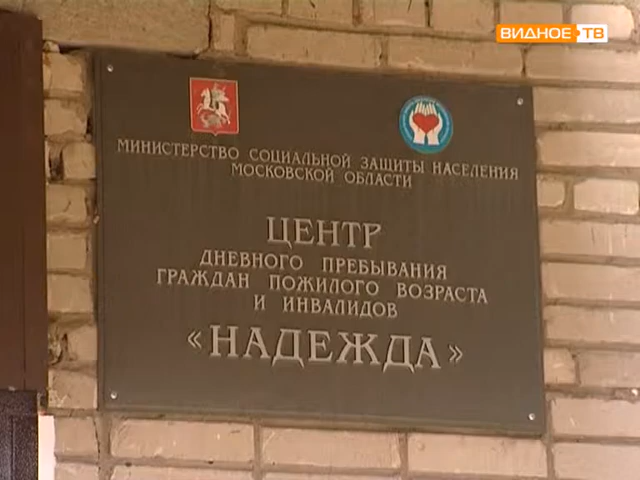 ВИДНОЕ ТВ
МИНИСТЕРСТВО СОЦИАЛЬНОЙ ЗАЩИТЫ НАСЕЛЕНИЯ
МОСКОВСКОЙ ОБЛАСТИ
ЦЕНТР
ДНЕВНОГО ПРЕБЫВАНИЯ
ГРАЖДАН ПОЖИЛОГО ВОЗРАСТА
И ИНВАЛИДОВ
«НАДЕЖДА»